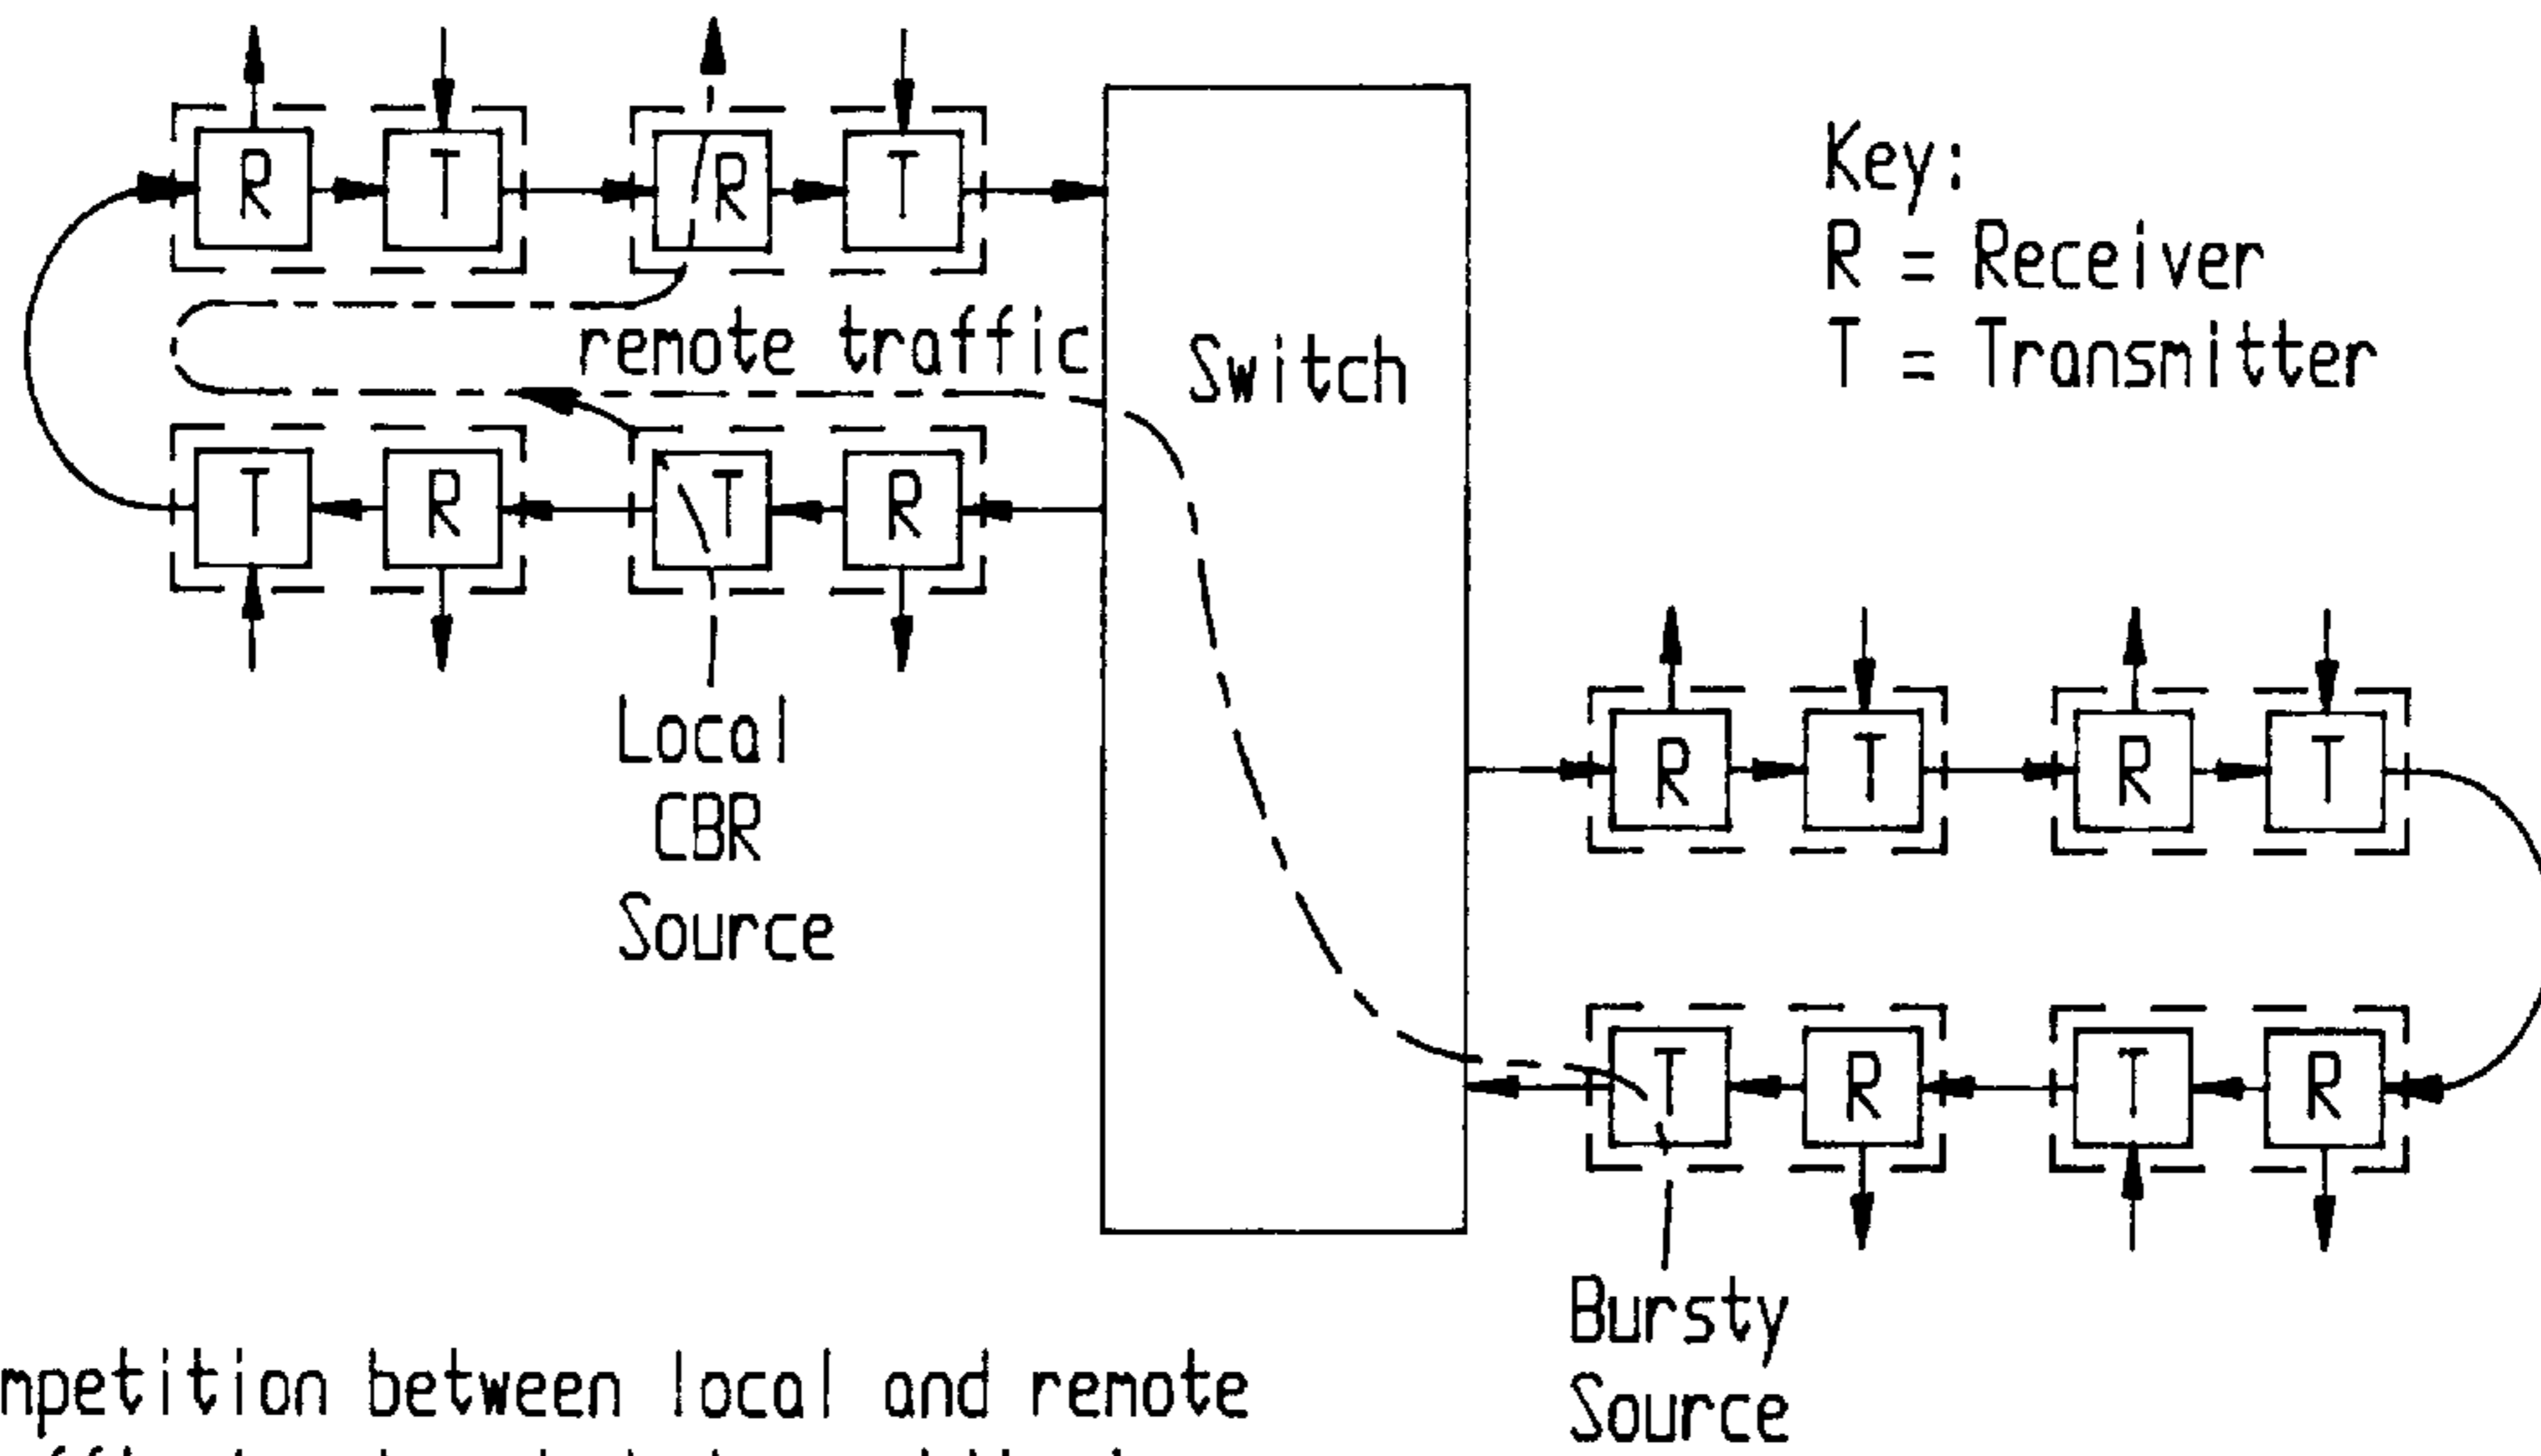 R T R T
Key:
R = Receiver
T = Transmitter
remote traffic
Switch
T R T R
Local
CBR
Source
R T R T
T R T R
Bursty
Source
mpetition between local and remote